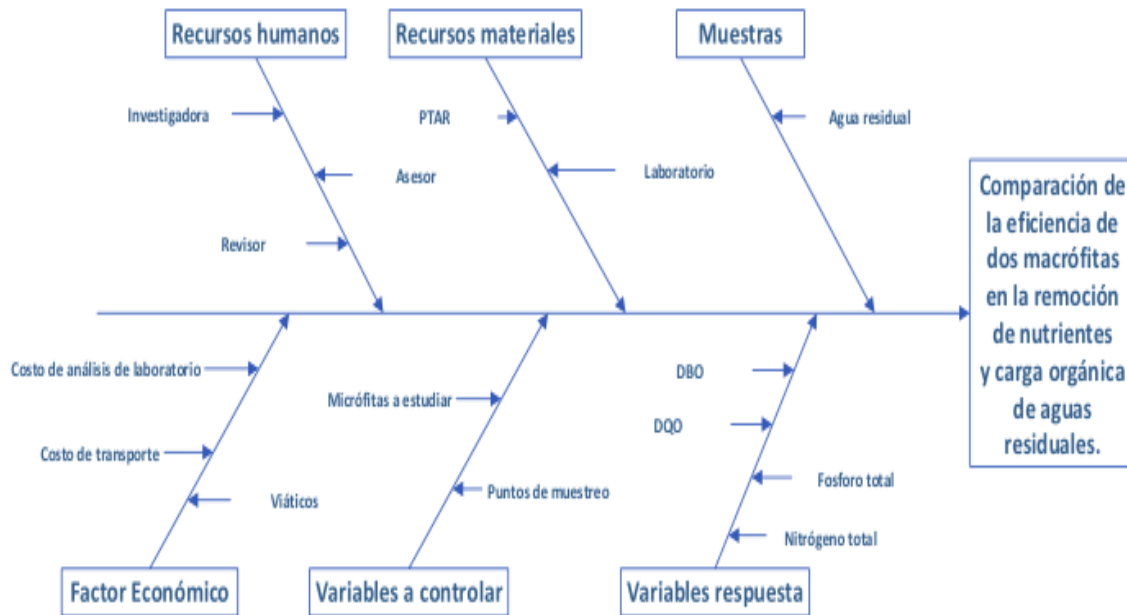 Recursos humanos
Recursos materiales
Muestras
Investigadora
Asesor
Revisor
PTAR
Laboratorio
Agua residual
Comparación de
la eficiencia de
dos macrófitas
en la remoción
de nutrientes
y carga orgánica
de aguas
residuales.
Costo de análisis de laboratorio
Costo de transporte
Viáticos
Micrófitas a estudiar
Puntos de muestreo
DBO
DQO
Fosforo total
Nitrógeno total
Factor Económico
Variables a controlar
Variables respuesta